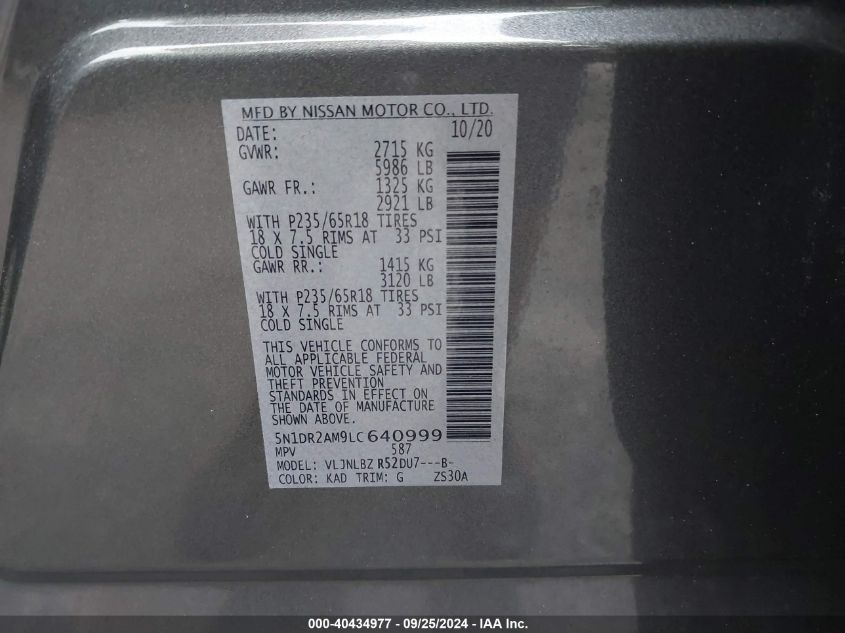 MFD BY NISSAN MOTOR CO., LTD.
DATE: 10/20
GVWR: 2715 KG
5986 LB
GAWR FR.: 1325 KG
2921 LB
WITH P235/65R18 TIRES
18 X 7.5 RIMS AT 33 PSI
COLD SINGLE
GAWR RR.: 1415 KG
3120 LB
WITH P235/65R18 TIRES
18 X 7.5 RIMS AT 33 PSI
COLD SINGLE
THIS VEHICLE CONFORMS TO
ALL APPLICABLE FEDERAL
MOTOR VEHICLE SAFETY AND
THEFT PREVENTION
STANDARDS IN EFFECT ON
THE DATE OF MANUFACTURE
SHOWN ABOVE.
5N1DR2AM9LC640999
MPV 587
MODEL: VLJNLBZ R52DU7---B-
COLOR: KAD TRIM: G ZS30A
000-40434977 - 09/25/2024 - IAA Inc.